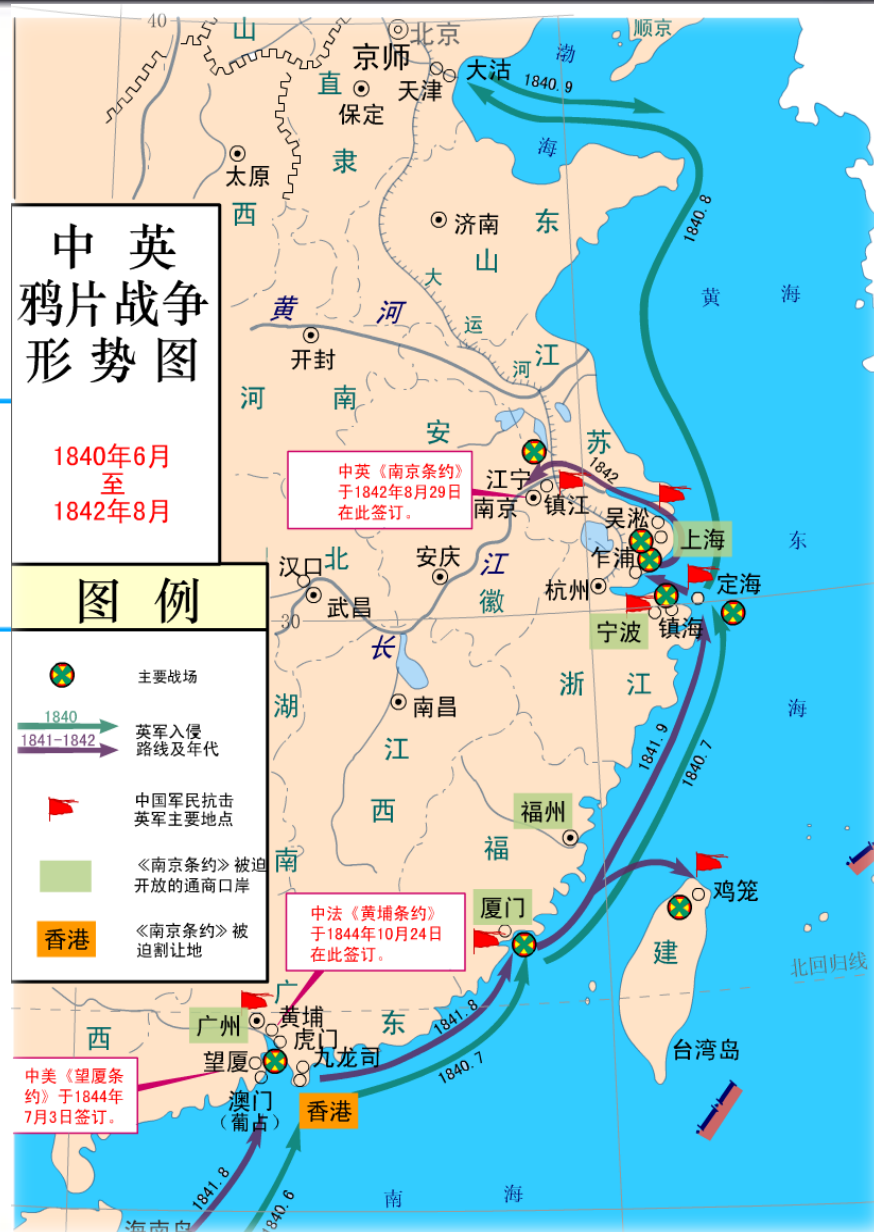 40
山
北京
顺京
京师
渤
大沽
天津
1840.9
直
保定
海
隶
太原
1840.8
西
济南
东
山
中 英
鸦片战争
形 势 图
1840年6月
至
1842年8月
大
黄 海
黄 河
运
开封
河
江
河 南
安
苏
中英《南京条约》
于1842年8月29日
在此签订。
1842
江宁
南京
镇江
吴淞
上海
东
北
汉口
安庆
江
乍浦
定海
杭州
武昌
徽
30
宁波
镇海
长
图 例
主要战场
1840
1841-1842
英军入侵
路线及年代
中国军民抗击
英军主要地点
《南京条约》被迫
开放的通商口岸
香港
《南京条约》被
迫割让地
湖
南昌
浙 江
海
江
1841.9
1840.7
西
福州
南
福
鸡笼
厦门
中法《黄埔条约》
于1844年10月24日
在此签订。
建
北回归线
广
广州
黄埔
东
1841.8
西
虎门
望厦
九龙司
1840.7
台湾岛
中美《望厦条
约》于1844年
7月3日签订。
澳门
（葡占）
香港
1841.8
1840.6
南 海
海南岛